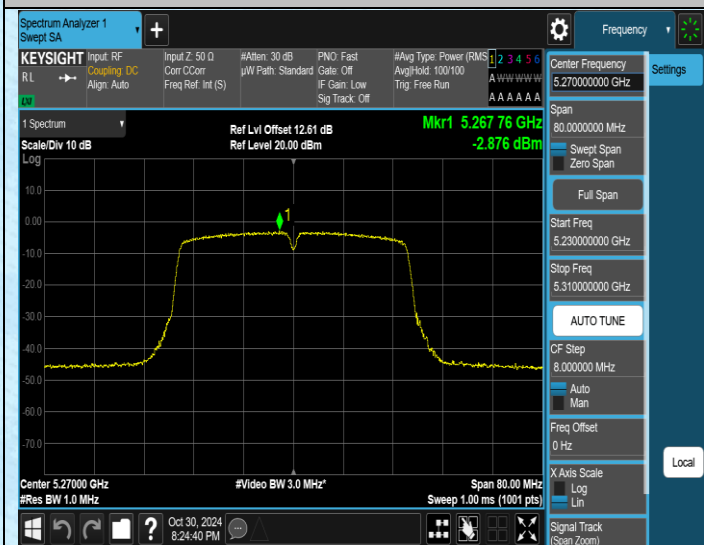 Spectrum Analyzer 1
Swept SA
+
Frequency
KEYSIGHT
RL
LXI
Input: RF
Coupling: DC
Align: Auto
Input Z: 50 Ω
Corr CCorr
Freq Ref: Int (S)
#Atten: 30 dB
µW Path: Standard
PNO: Fast
Gate: Off
IF Gain: Low
Sig Track: Off
#Avg Type: Power (RMS
Avg|Hold: 100/100
Trig: Free Run
1 2 3 4 5 6
A W W W W W
A A A A A A
1 Spectrum
Scale/Div 10 dB
Log
Ref Lvl Offset 12.61 dB
Ref Level 20.00 dBm
Mkr1 5.267 76 GHz
-2.876 dBm
10.0
0.00
-10.0
-20.0
-30.0
-40.0
-50.0
-60.0
-70.0
1
Center 5.27000 GHz
#Res BW 1.0 MHz
#Video BW 3.0 MHz*
Span 80.00 MHz
Sweep 1.00 ms (1001 pts)
Center Frequency
5.270000000 GHz
Settings
Span
80.0000000 MHz
Swept Span
Zero Span
Full Span
Start Freq
5.230000000 GHz
Stop Freq
5.310000000 GHz
AUTO TUNE
CF Step
8.000000 MHz
Auto
Man
Freq Offset
0 Hz
X Axis Scale
Log
Lin
Local
Signal Track
(Span Zoom)
?
Oct 30, 2024
8:24:40 PM